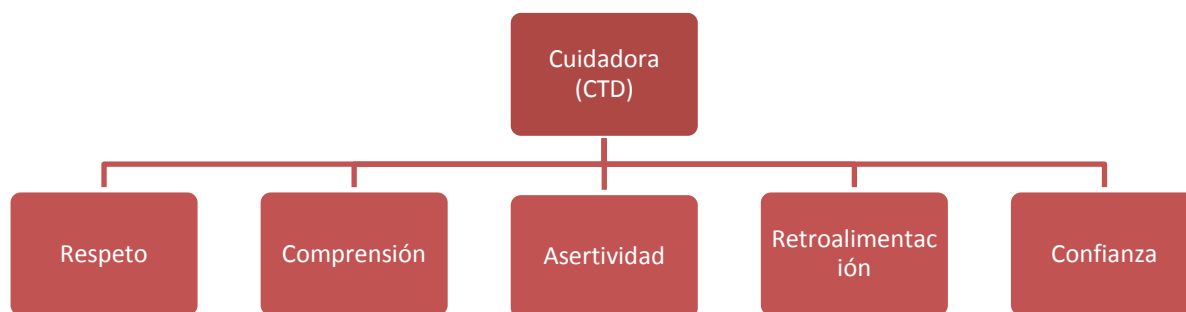 Cuidadora
(CTD)
Respeto
Comprensión
Asertividad
Retroalimentac
ión
Confianza